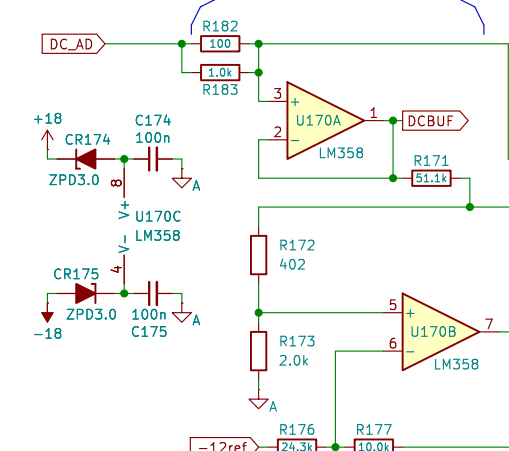 R182
DC_AD
100
1.0k
R183
3
+
U170A
1
DCBUF
2
−
LM358
R171
51.1k
+18
C174
100n
CR174
ZPD3.0
A
8
V+
U170C
LM358
V-
4
CR175
ZPD3.0
100n
C175
A
-18
R172
402
R173
2.0k
A
5
+
U170B
7
6
−
LM358
R176
R177
-12ref
24.3k
10.0k